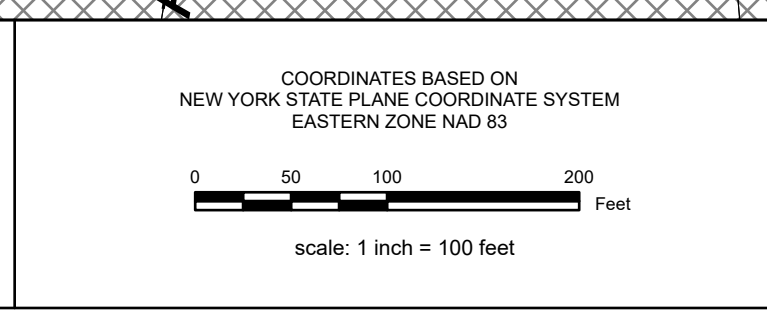 COORDINATES BASED ON
NEW YORK STATE PLANE COORDINATE SYSTEM
EASTERN ZONE NAD 83
0 50 100 200
Feet
scale: 1 inch = 100 feet